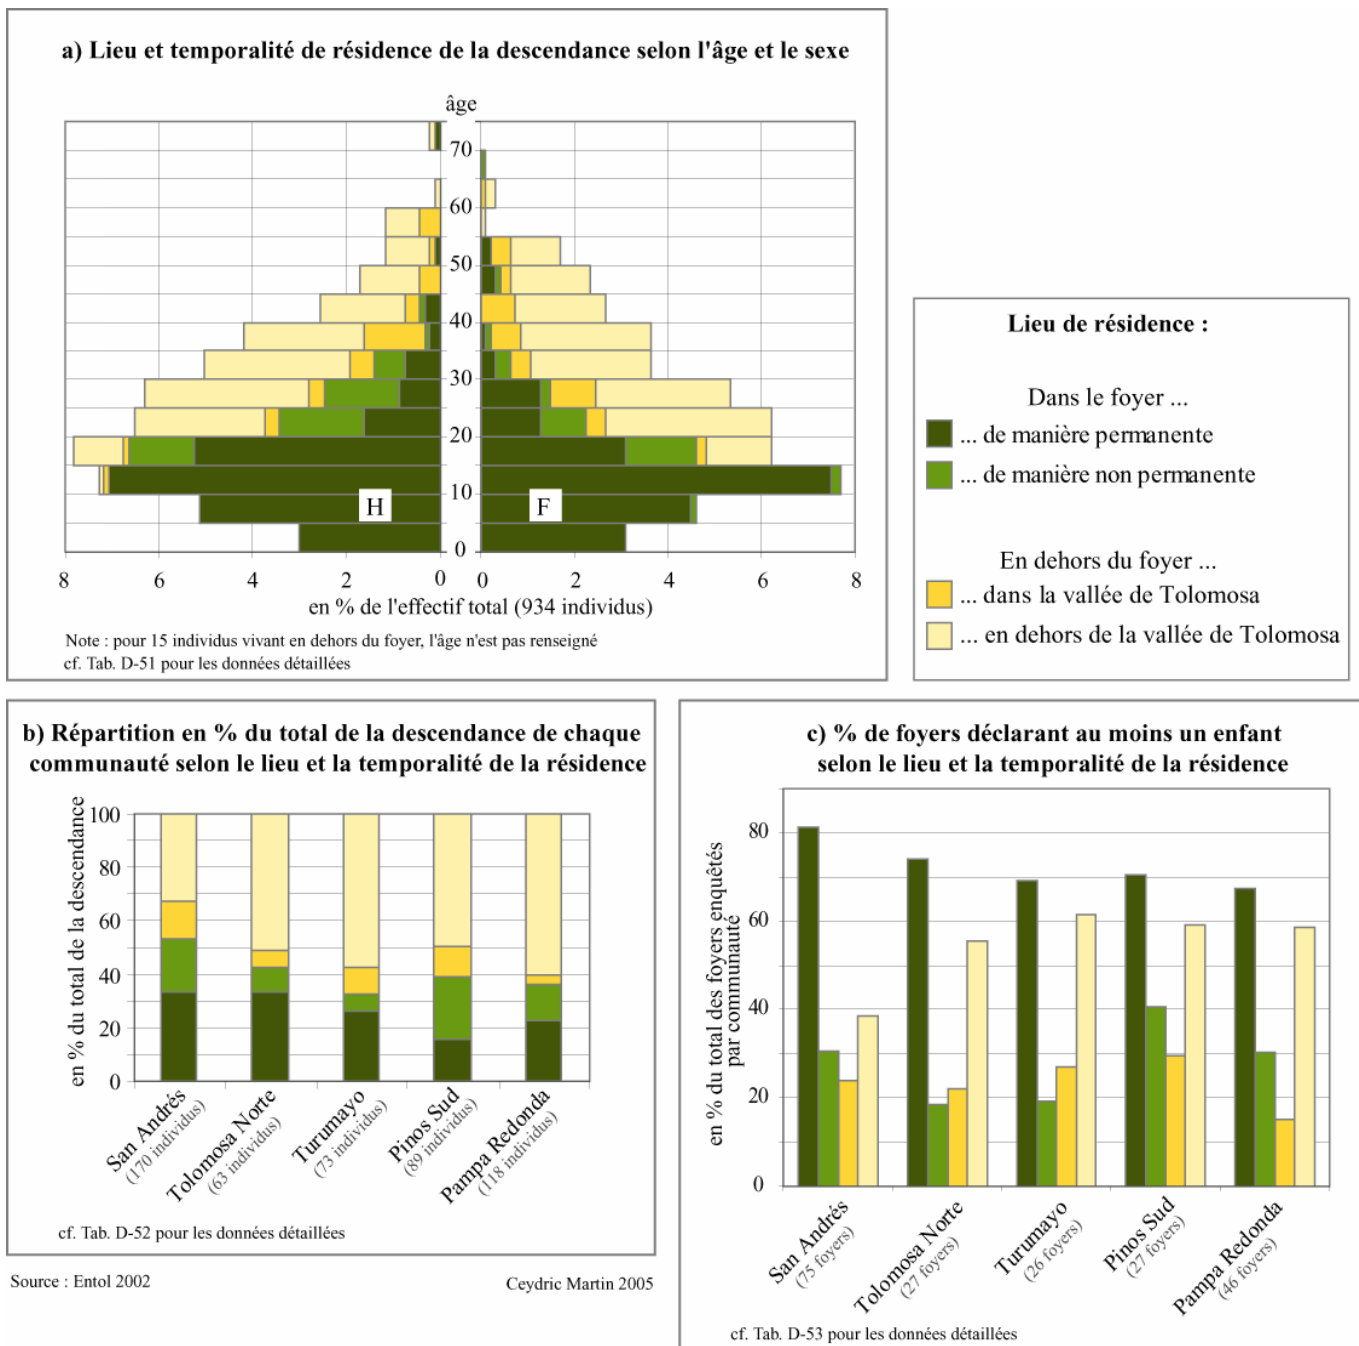 a) Lieu et temporalité de résidence de la descendance selon l'âge et le sexe
âge
70
60
50
40
30
20
10
0
H
F
8 6 4 2 0 0 2 4 6 8
en % de l'effectif total (934 individus)
Note : pour 15 individus vivant en dehors du foyer, l'âge n'est pas renseigné
cf. Tab. D-51 pour les données détaillées
Lieu de résidence :
Dans le foyer ...
... de manière permanente
... de manière non permanente
En dehors du foyer ...
... dans la vallée de Tolomosa
... en dehors de la vallée de Tolomosa
b) Répartition en % du total de la descendance de chaque
communauté selon le lieu et la temporalité de la résidence
en % du total de la descendance
100
80
60
40
20
0
San Andrés
(170 individus)
Tolomosa Norte
(63 individus)
Turumayo
(73 individus)
Pinos Sud
(89 individus)
Pampa Redonda
(118 individus)
cf. Tab. D-52 pour les données détaillées
Source : Entol 2002
Ceydric Martin 2005
c) % de foyers déclarant au moins un enfant
selon le lieu et la temporalité de la résidence
en % du total des foyers enquêtés
par communauté
80
60
40
20
0
San Andrés
(75 foyers)
Tolomosa Norte
(27 foyers)
Turumayo
(26 foyers)
Pinos Sud
(27 foyers)
Pampa Redonda
(46 foyers)
cf. Tab. D-53 pour les données détaillées